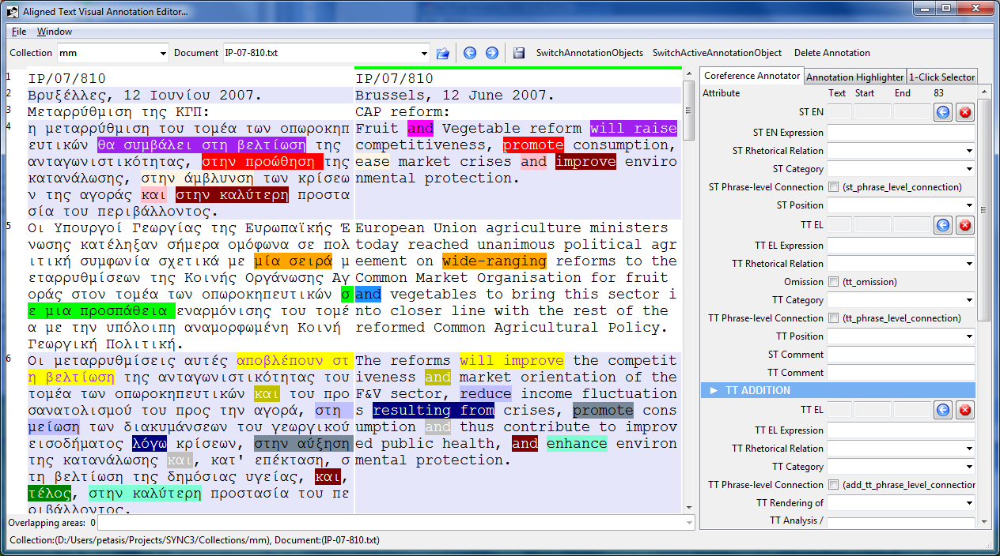 Aligned Text Visual Annotation Editor...
File Window
Collection mm Document IP-07-810.txt SwitchAnnotationObjects SwitchActiveAnnotationObject Delete Annotation
1 IP/07/810
2 Βρυξέλλες, 12 Ιουνίου 2007.
3 Μεταρρύθμιση της ΚΓΠ:
4 η μεταρρύθμιση του τομέα των οπωροκηπ
ευτικών θα συμβάλει στη βελτίωση της
ανταγωνιστικότητας, στην προώθηση της
κατανάλωσης, στην άμβλυνση των κρίσεω
ν της αγοράς και στην καλύτερη προστα
σία του περιβάλλοντος.
5 Οι Υπουργοί Γεωργίας της Ευρωπαϊκής Έ
νωσης κατέληξαν σήμερα ομόφωνα σε πολ
ιτική συμφωνία σχετικά με μία σειρά μ
εταρρυθμίσεων της Κοινής Οργάνωσης Αγ
οράς στον τομέα των οπωροκηπευτικών σ
ε μια προσπάθεια εναρμόνισης του τομέ
α με την υπόλοιπη αναμορφωμένη Κοινή
Γεωργική Πολιτική.
6 Οι μεταρρυθμίσεις αυτές αποβλέπουν στ
η βελτίωση της ανταγωνιστικότητας του
τομέα των οπωροκηπευτικών και του προ
σανατολισμού του προς την αγορά, στη
μείωση των διακυμάνσων του γεωργικού
εισοδήματος λόγω κρίσεων, στην αύξηση
της κατανάλωσης και, κατ' επέκταση, σ
τη βελτίωση της δημόσιας υγείας, και,
τέλος, στην καλύτερη προστασία του πε
ριβάλλοντος.
IP/07/810
Brussels, 12 June 2007.
CAP reform:
Fruit and Vegetable reform will raise
competitiveness, promote consumption,
ease market crises and improve enviro
nmental protection.
European Union agriculture ministers
today reached unanimous political agr
eement on wide-ranging reforms to the
Common Market Organisation for fruit
and vegetables to bring this sector i
nto closer line with the rest of the
reformed Common Agricultural Policy.
The reforms will improve the competit
iveness and market orientation of the
F&V sector, reduce income fluctuation
s resulting from crises, promote cons
umption and thus contribute to improv
ed public health, and enhance environ
mental protection.
Coreference Annotator Annotation Highlighter 1-Click Selector
Attribute Text Start End 83
ST EN
ST EN Expression
ST Rhetorical Relation
ST Category
ST Phrase-level Connection (st_phrase_level_connection)
ST Position
TT EL
TT EL Expression
TT Rhetorical Relation
Omission (tt_omission)
TT Category
TT Phrase-level Connection (tt_phrase_level_connection)
TT Position
ST Comment
TT Comment
TT ADDITION
TT EL
TT EL Expression
TT Rhetorical Relation
TT Category
TT Phrase-level Connection (add_tt_phrase_level_connection
TT Rendering of
TT Analysis /
Overlapping areas: 0
Collection:(D:/Users/petasis/Projects/SYNC3/Collections/mm), Document:(IP-07-810.txt)